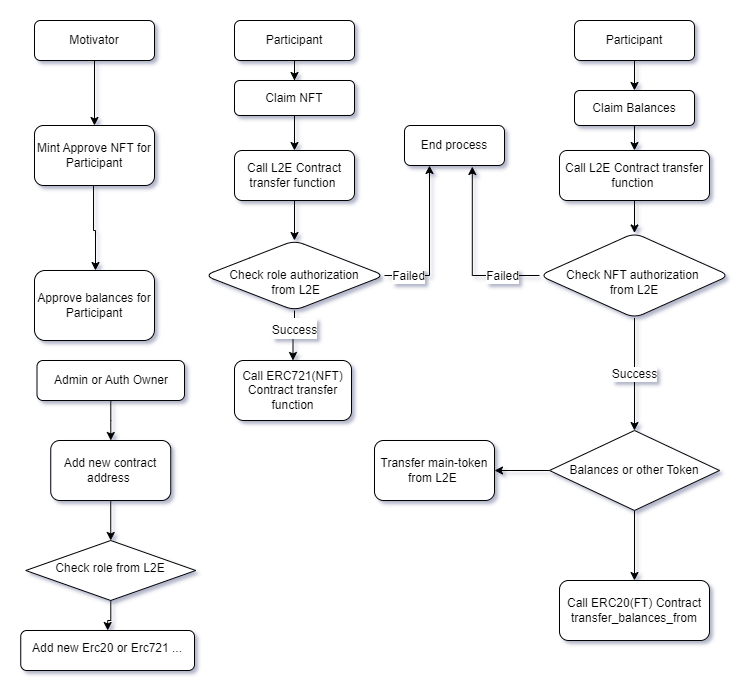 Motivator
Mint Approve NFT for
Participant
Approve balances for
Participant
Admin or Auth Owner
Add new contract
address
Check role from L2E
Add new Erc20 or Erc721 ...
Participant
Claim NFT
Call L2E Contract
transfer function
Check role authorization
from L2E
Failed
Success
Call ERC721(NFT)
Contract transfer
function
End process
Participant
Claim Balances
Call L2E Contract transfer
function
Check NFT authorization
from L2E
Failed
Success
Balances or other Token
Transfer main-token
from L2E
Call ERC20(FT) Contract
transfer_balances_from